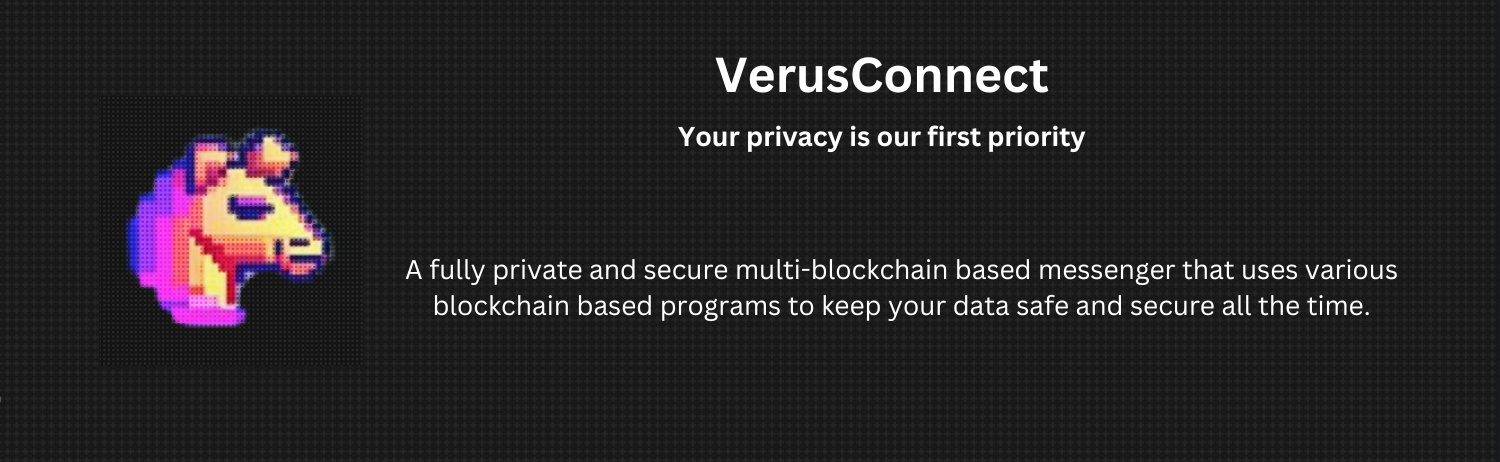 VerusConnect
Your privacy is our first priority
A fully private and secure multi-blockchain based messenger that uses various
blockchain based programs to keep your data safe and secure all the time.